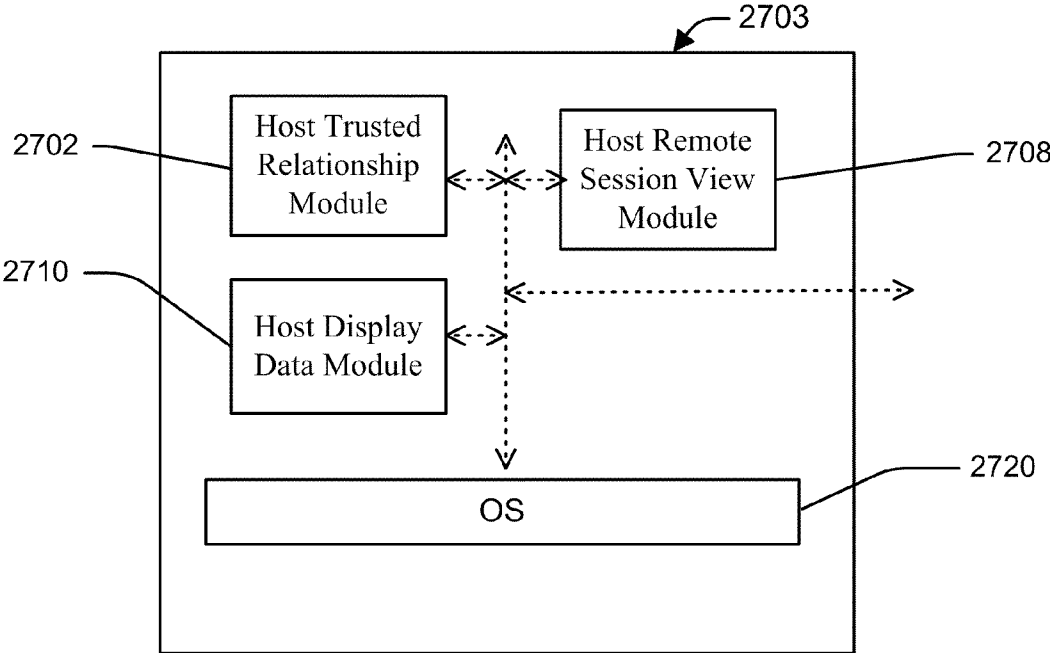 2703
2702
Host Trusted
Relationship
Module
Host Remote
Session View
Module
2708
2710
Host Display
Data Module
2720
OS